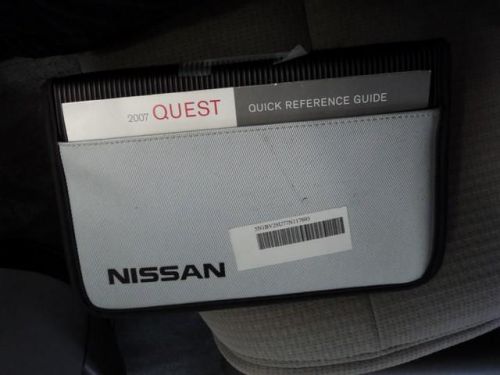 2007 QUEST QUICK REFERENCE GUIDE
NISSAN